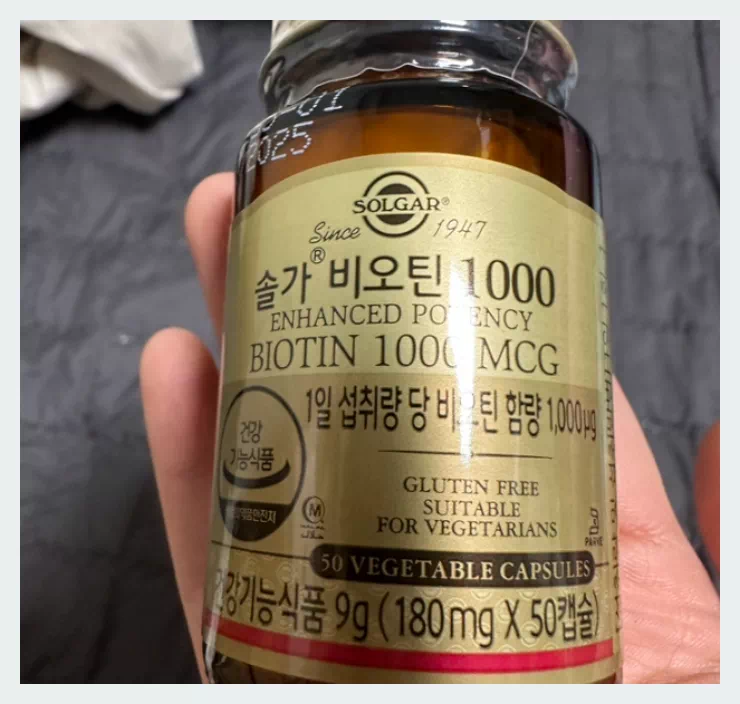 2025
SOLGAR®
Since 1947
솔가® 비오틴 1000
ENHANCED POTENCY
BIOTIN 1000 MCG
1일 섭취량 당 비오틴 함량 1,000μg
건강
기능식품
GLUTEN FREE
SUITABLE
FOR VEGETARIANS
M
PARVE
50 VEGETABLE CAPSULES
건강기능식품 9g (180mg X 50캡슐)